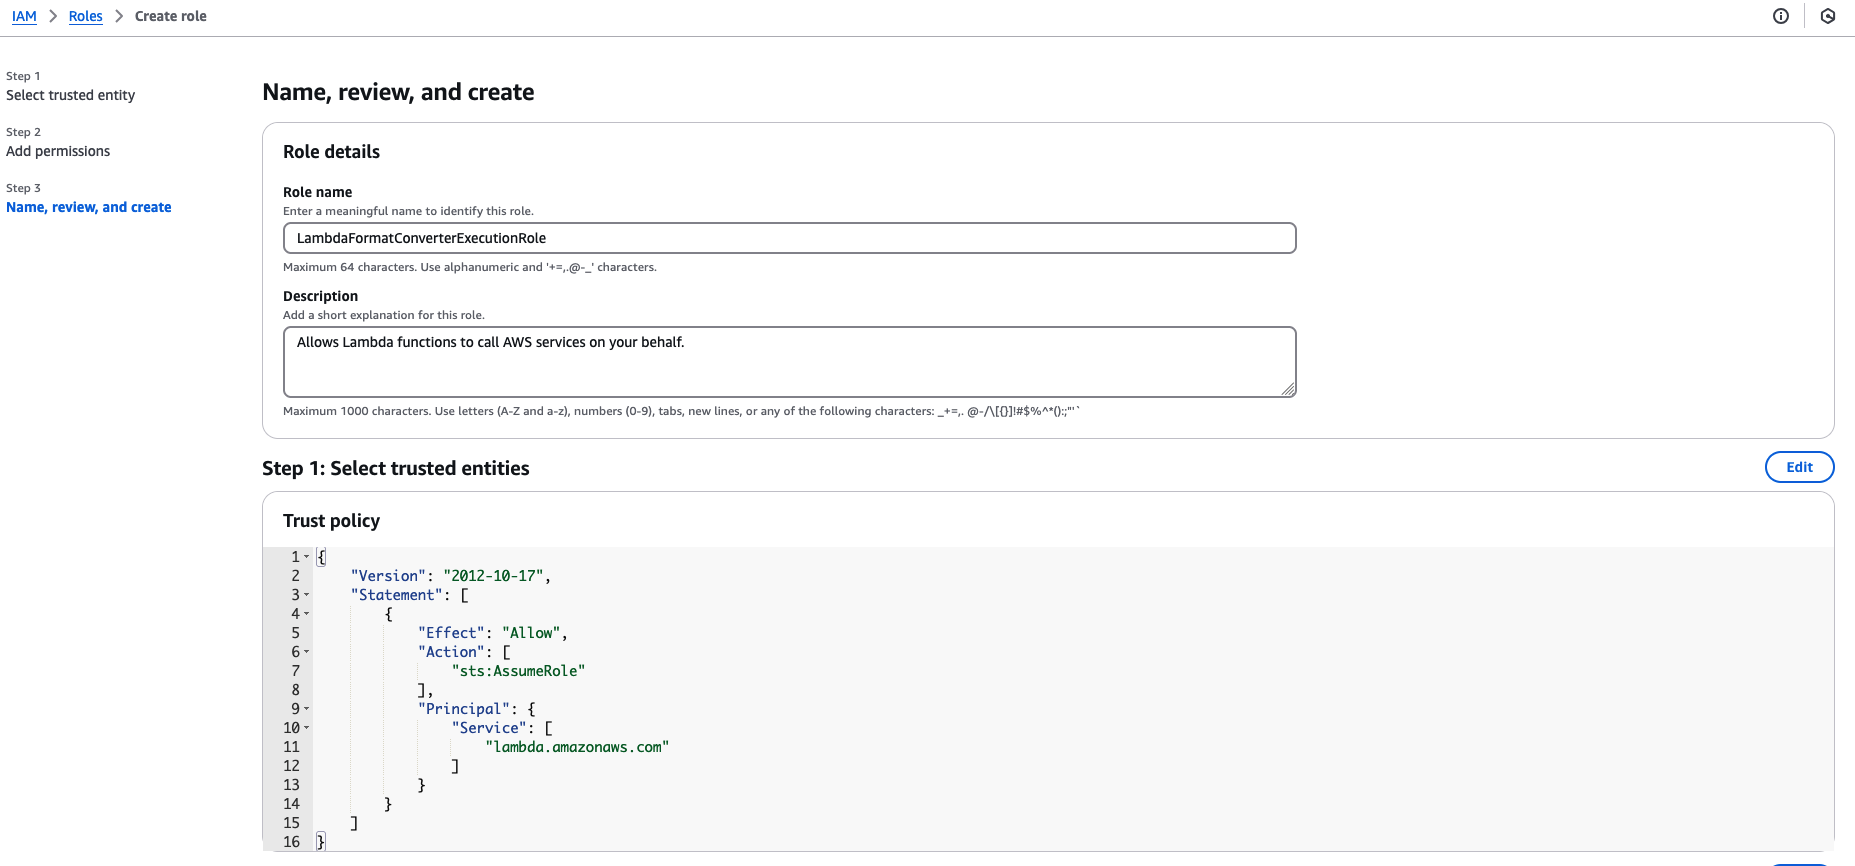 IAM > Roles > Create role
Step 1
Select trusted entity
Step 2
Add permissions
Step 3
Name, review, and create
Name, review, and create
Role details
Role name
Enter a meaningful name to identify this role.
LambdaFormatConverterExecutionRole
Maximum 64 characters. Use alphanumeric and '+=,.@-_' characters.
Description
Add a short explanation for this role.
Allows Lambda functions to call AWS services on your behalf.
Maximum 1000 characters. Use letters (A-Z and a-z), numbers (0-9), tabs, new lines, or any of the following characters: _+=,. @-/\[{}]!#$%^*():;"'`
Step 1: Select trusted entities
Edit
Trust policy
1 {
2     "Version": "2012-10-17",
3     "Statement": [
4         {
5             "Effect": "Allow",
6             "Action": [
7                 "sts:AssumeRole"
8             ],
9             "Principal": {
10                 "Service": [
11                     "lambda.amazonaws.com"
12                 ]
13             }
14         }
15     ]
16 }